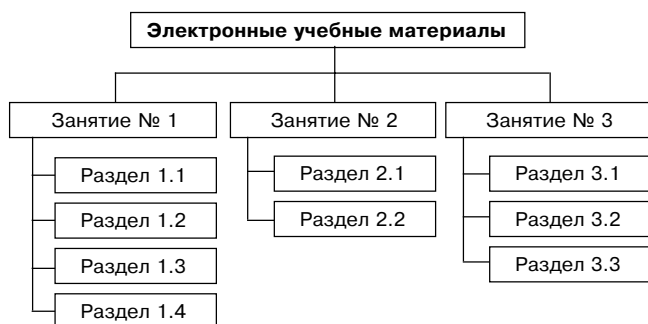 Электронные учебные материалы
Занятие № 1
Раздел 1.1
Раздел 1.2
Раздел 1.3
Раздел 1.4
Занятие № 2
Раздел 2.1
Раздел 2.2
Занятие № 3
Раздел 3.1
Раздел 3.2
Раздел 3.3